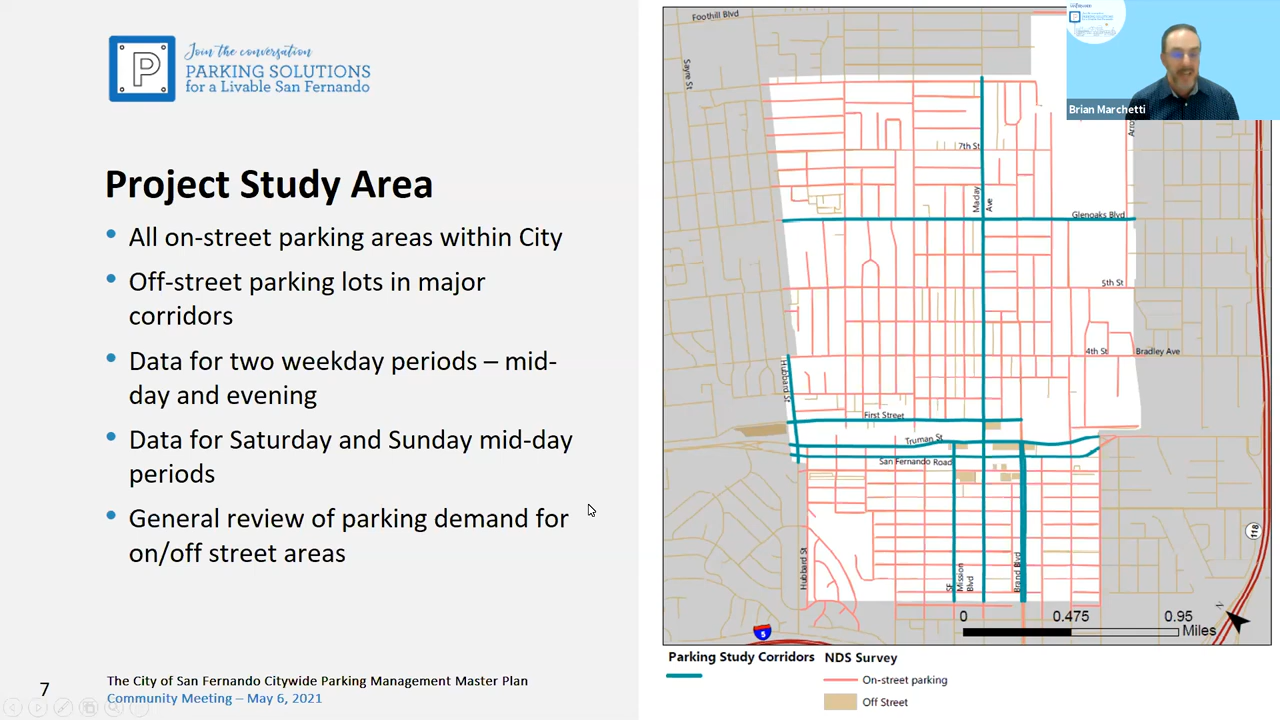 Join the conversation
P
PARKING SOLUTIONS
for a Livable San Fernando
Project Study Area
• All on-street parking areas within City
• Off-street parking lots in major
corridors
• Data for two weekday periods – mid-
day and evening
• Data for Saturday and Sunday mid-day
periods
• General review of parking demand for
on/off street areas
7
The City of San Fernando Citywide Parking Management Master Plan
Community Meeting – May 6, 2021
Foothill Blvd
Sayre St
Brian Marchetti
7th St
Maclay
Ave
Glenoaks Blvd
5th St
4th St
Bradley Ave
Hubbard St
First Street
Truman St
San Fernando Road
Hubbard St
SF
Mission
Blvd
Brand Blvd
118
5
N
0
0.475
0.95
Miles
Parking Study Corridors
NDS Survey
On-street parking
Off Street